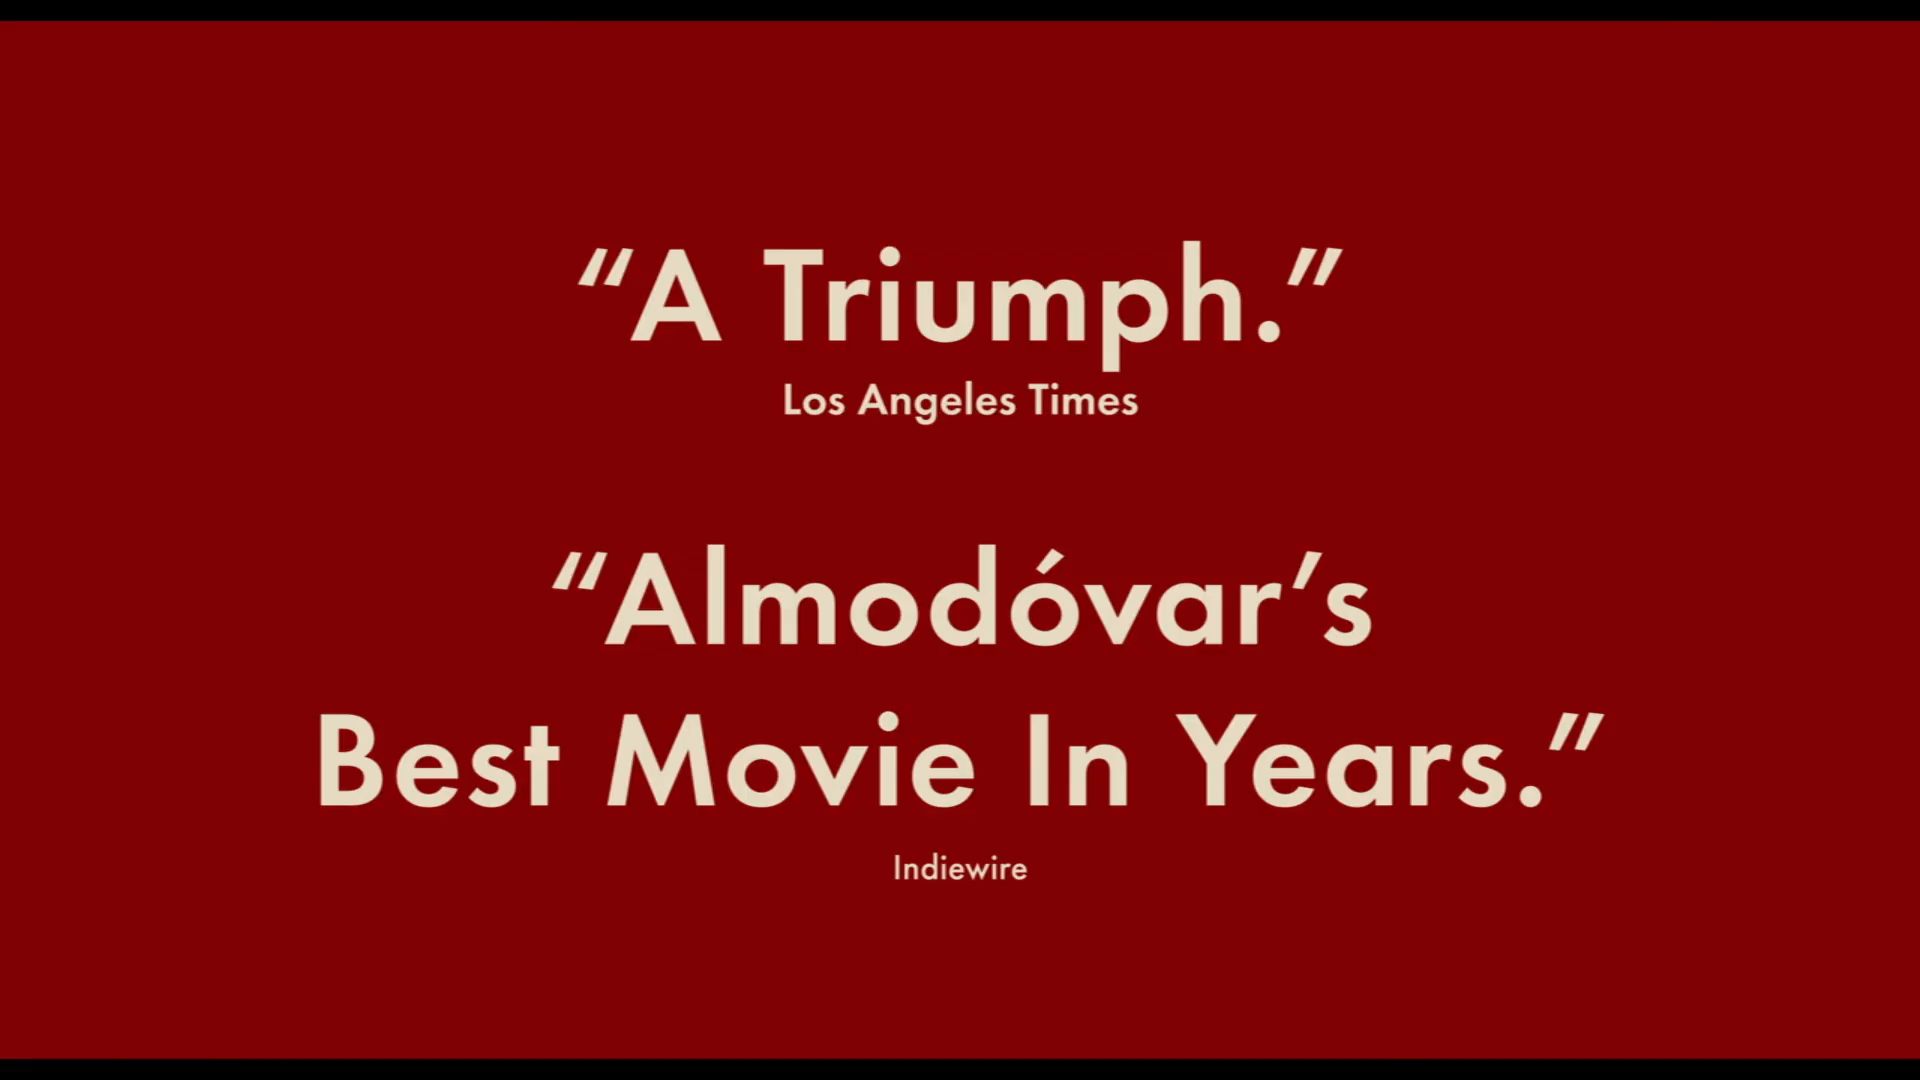 “A Triumph.”
Los Angeles Times
“Almodóvar’s
Best Movie In Years.”
Indiewire